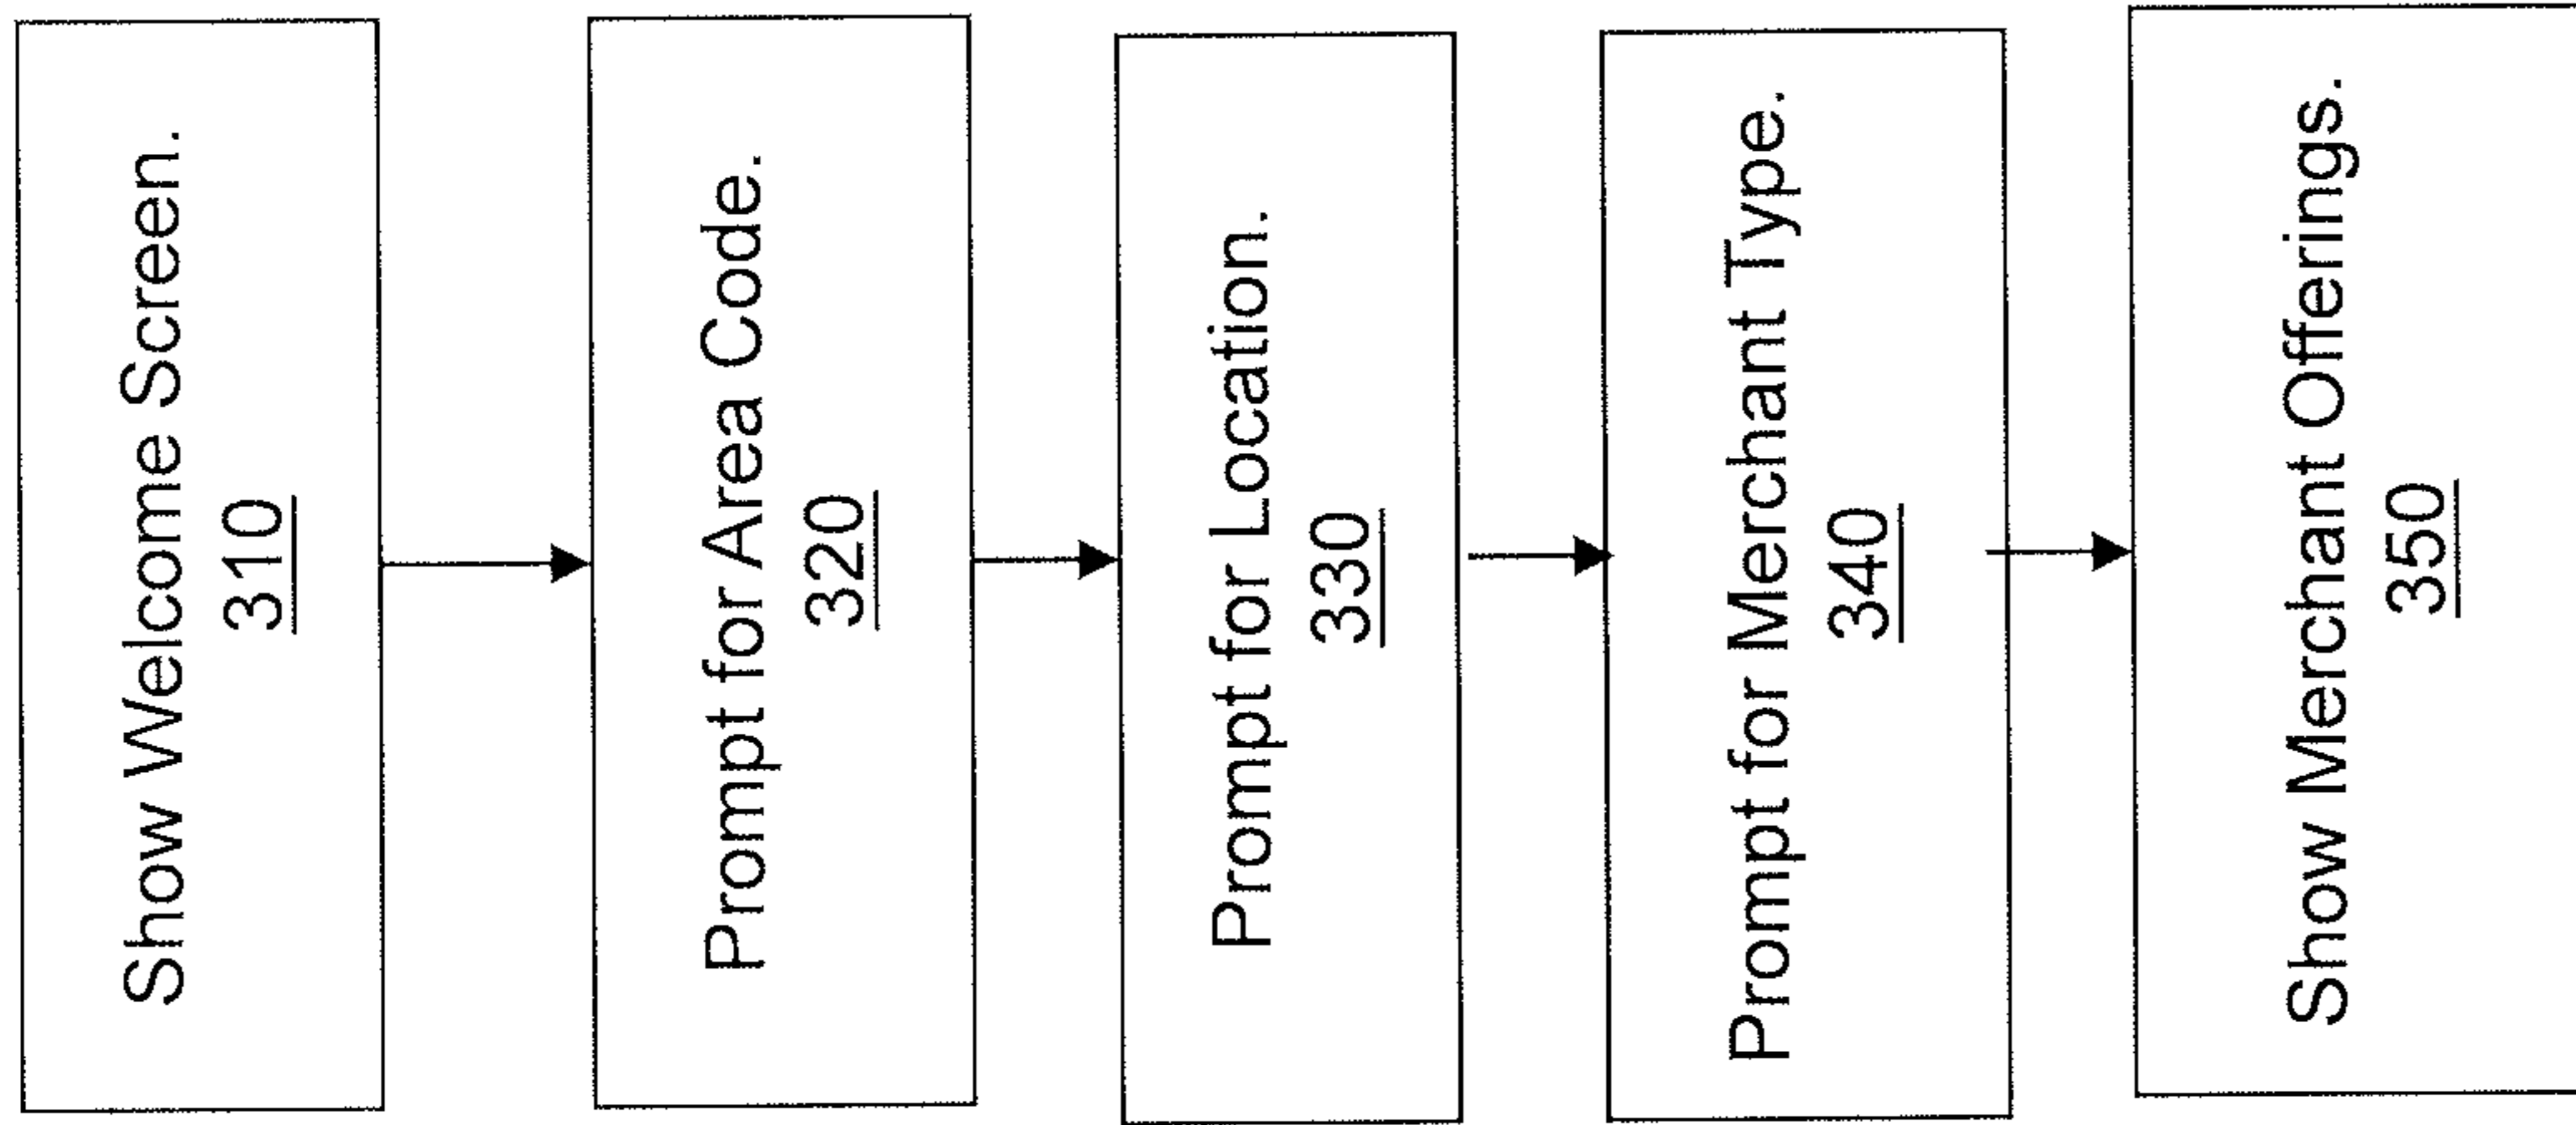 Show Welcome Screen.
310
Prompt for Area Code.
320
Prompt for Location.
330
Prompt for Merchant Type.
340
Show Merchant Offerings.
350